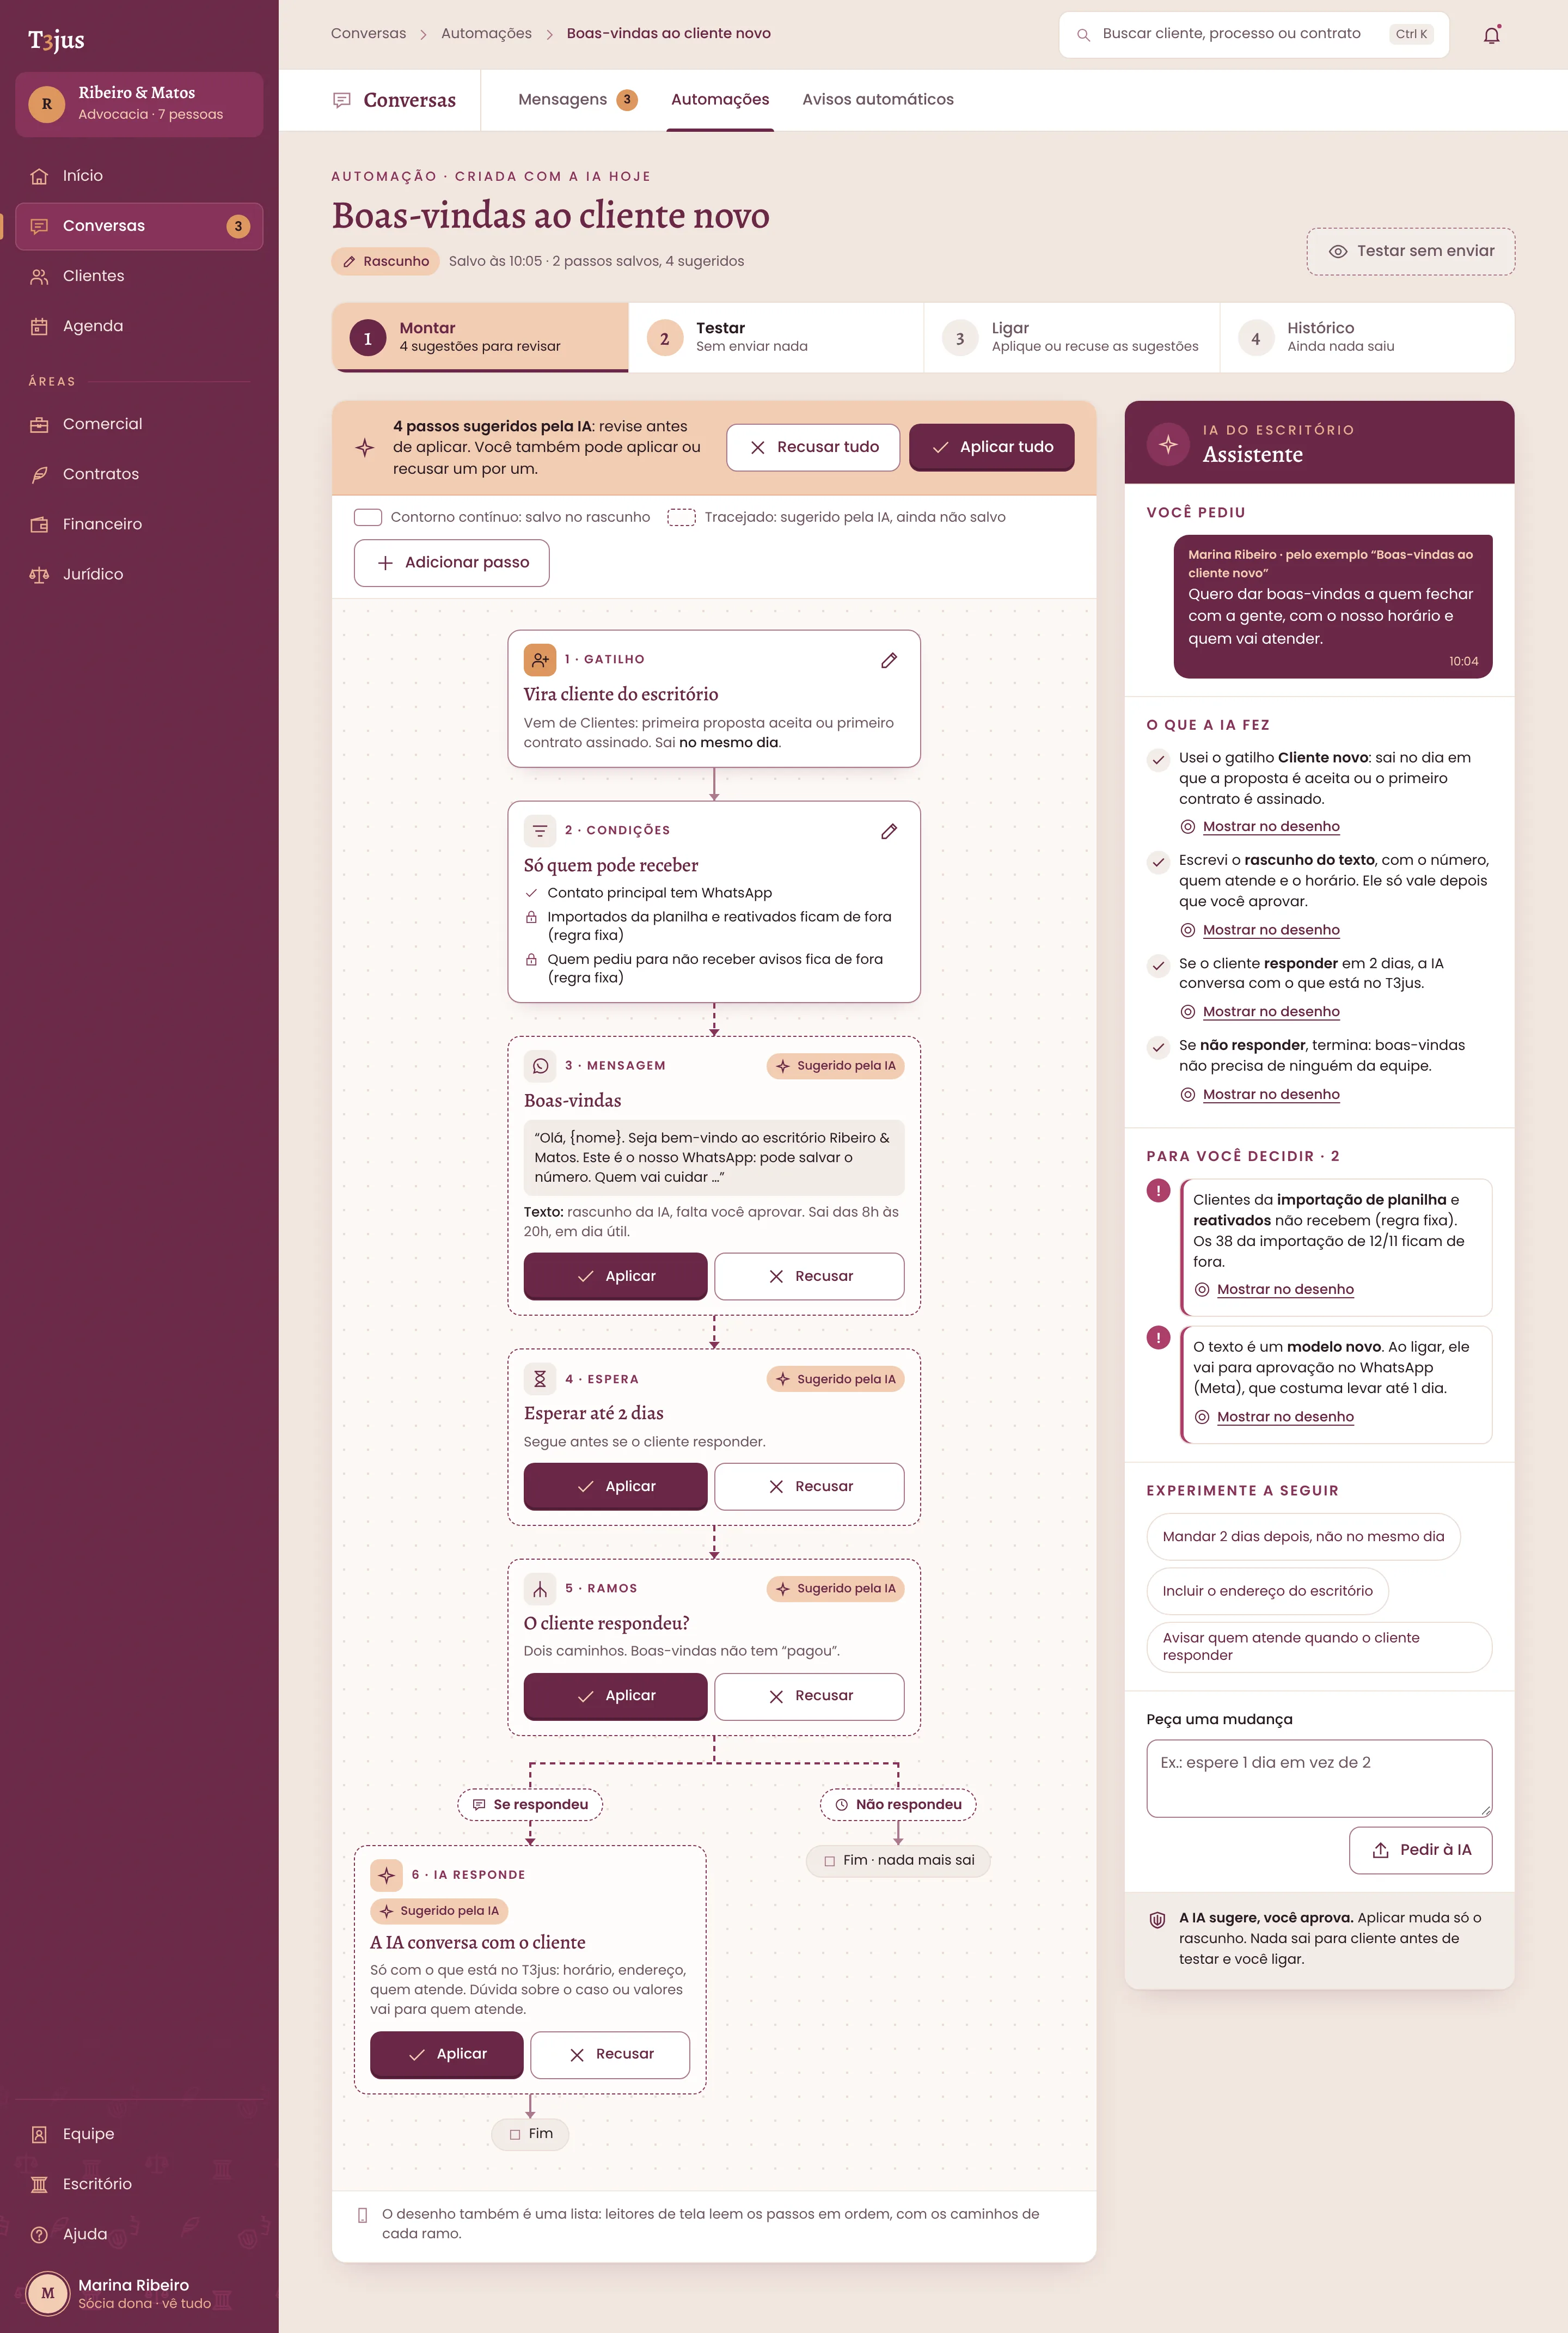 T3jus
R
Ribeiro & Matos
Advocacia · 7 pessoas
Início
Conversas
3
Clientes
Agenda
ÁREAS
Comercial
Contratos
Financeiro
Jurídico
Equipe
Escritório
Ajuda
M
Marina Ribeiro
Sócia dona · vê tudo
Conversas
Automações
Boas-vindas ao cliente novo
Buscar cliente, processo ou contrato
Ctrl K
Conversas
Mensagens 3
Automações
Avisos automáticos
AUTOMAÇÃO · CRIADA COM A IA HOJE
Boas-vindas ao cliente novo
Rascunho
Salvo às 10:05 · 2 passos salvos, 4 sugeridos
Testar sem enviar
1
Montar
4 sugestões para revisar
2
Testar
Sem enviar nada
3
Ligar
Aplique ou recuse as sugestões
4
Histórico
Ainda nada saiu
4 passos sugeridos pela IA: revise antes
de aplicar. Você também pode aplicar ou
recusar um por um.
Recusar tudo
Aplicar tudo
Contorno contínuo: salvo no rascunho
Tracejado: sugerido pela IA, ainda não salvo
Adicionar passo
1 · GATILHO
Vira cliente do escritório
Vem de Clientes: primeira proposta aceita ou primeiro
contrato assinado. Sai no mesmo dia.
2 · CONDIÇÕES
Só quem pode receber
Contato principal tem WhatsApp
Importados da planilha e reativados ficam de fora
(regra fixa)
Quem pediu para não receber avisos fica de fora
(regra fixa)
3 · MENSAGEM
Sugerido pela IA
Boas-vindas
“Olá, {nome}. Seja bem-vindo ao escritório Ribeiro &
Matos. Este é o nosso WhatsApp: pode salvar o
número. Quem vai cuidar …”
Texto: rascunho da IA, falta você aprovar. Sai das 8h às
20h, em dia útil.
Aplicar
Recusar
4 · ESPERA
Sugerido pela IA
Esperar até 2 dias
Segue antes se o cliente responder.
Aplicar
Recusar
5 · RAMOS
Sugerido pela IA
O cliente respondeu?
Dois caminhos. Boas-vindas não tem “pagou”.
Aplicar
Recusar
Se respondeu
Não respondeu
Fim · nada mais sai
6 · IA RESPONDE
Sugerido pela IA
A IA conversa com o cliente
Só com o que está no T3jus: horário, endereço,
quem atende. Dúvida sobre o caso ou valores
vai para quem atende.
Aplicar
Recusar
Fim
O desenho também é uma lista: leitores de tela leem os passos em ordem, com os caminhos de
cada ramo.
IA DO ESCRITÓRIO
Assistente
VOCÊ PEDIU
Marina Ribeiro · pelo exemplo “Boas-vindas ao
cliente novo”
Quero dar boas-vindas a quem fechar
com a gente, com o nosso horário e
quem vai atender.
10:04
O QUE A IA FEZ
Usei o gatilho Cliente novo: sai no dia em
que a proposta é aceita ou o primeiro
contrato é assinado.
Mostrar no desenho
Escrevi o rascunho do texto, com o número,
quem atende e o horário. Ele só vale depois
que você aprovar.
Mostrar no desenho
Se o cliente responder em 2 dias, a IA
conversa com o que está no T3jus.
Mostrar no desenho
Se não responder, termina: boas-vindas
não precisa de ninguém da equipe.
Mostrar no desenho
PARA VOCÊ DECIDIR · 2
!
Clientes da importação de planilha e
reativados não recebem (regra fixa).
Os 38 da importação de 12/11 ficam de
fora.
Mostrar no desenho
!
O texto é um modelo novo. Ao ligar, ele
vai para aprovação no WhatsApp
(Meta), que costuma levar até 1 dia.
Mostrar no desenho
EXPERIMENTE A SEGUIR
Mandar 2 dias depois, não no mesmo dia
Incluir o endereço do escritório
Avisar quem atende quando o cliente
responder
Peça uma mudança
Ex.: espere 1 dia em vez de 2
Pedir à IA
A IA sugere, você aprova. Aplicar muda só o
rascunho. Nada sai para cliente antes de
testar e você ligar.